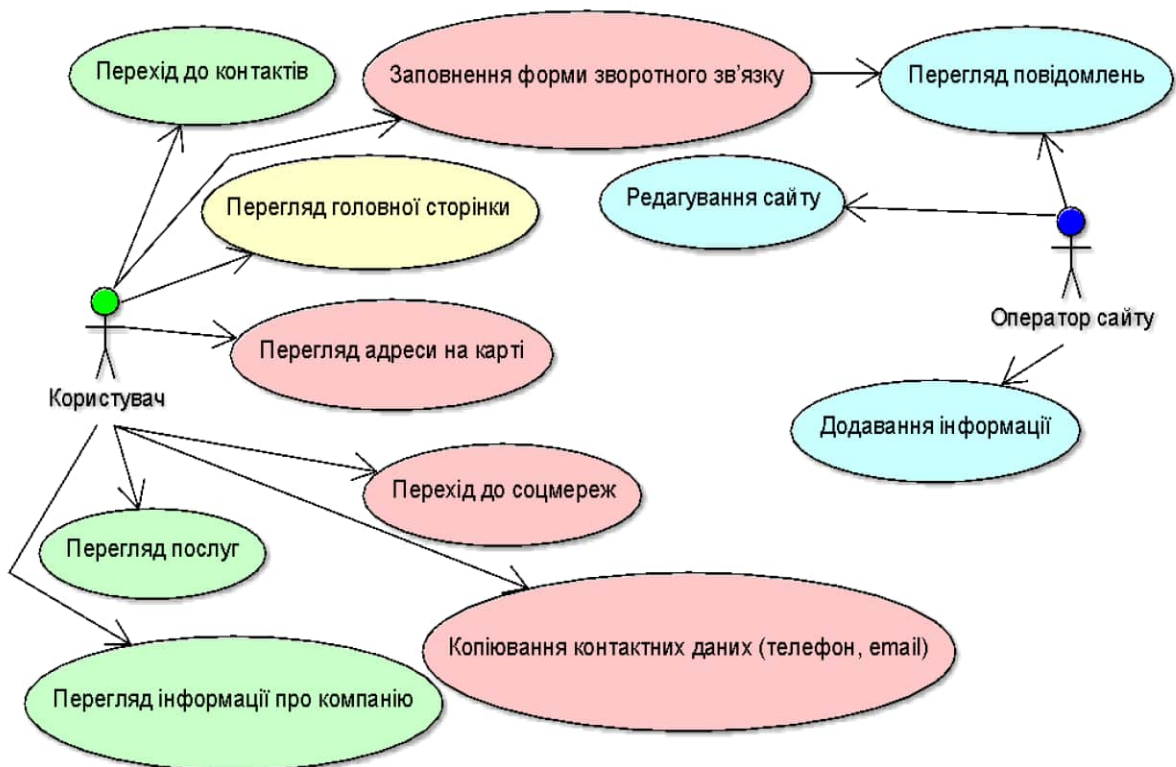 Перехід до контактів
Заповнення форми зворотного зв'язку
Перегляд повідомлень
Перегляд головної сторінки
Редагування сайту
Оператор сайту
Перегляд адреси на карті
Користувач
Додавання інформації
Перехід до соцмереж
Перегляд послуг
Копіювання контактних даних (телефон, email)
Перегляд інформації про компанію